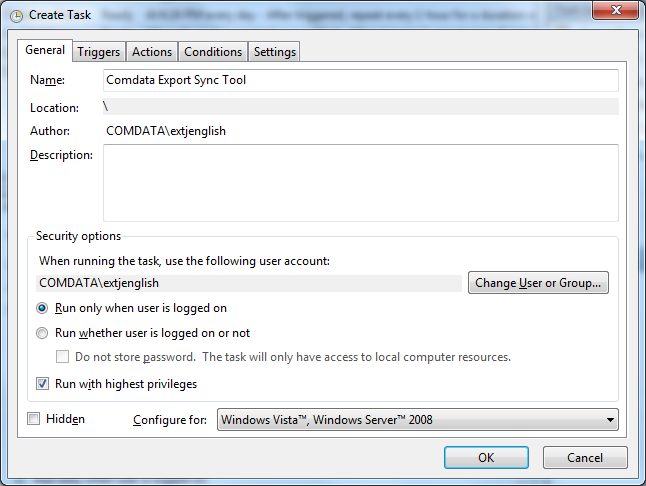 Create Task
General Triggers Actions Conditions Settings
Name: Comdata Export Sync Tool
Location: \
Author: COMDATA\extjenglish
Description:
Security options
When running the task, use the following user account:
COMDATA\extjenglish Change User or Group...
Run only when user is logged on
Run whether user is logged on or not
Do not store password. The task will only have access to local computer resources.
Run with highest privileges
Hidden Configure for: Windows Vista™, Windows Server™ 2008
OK Cancel